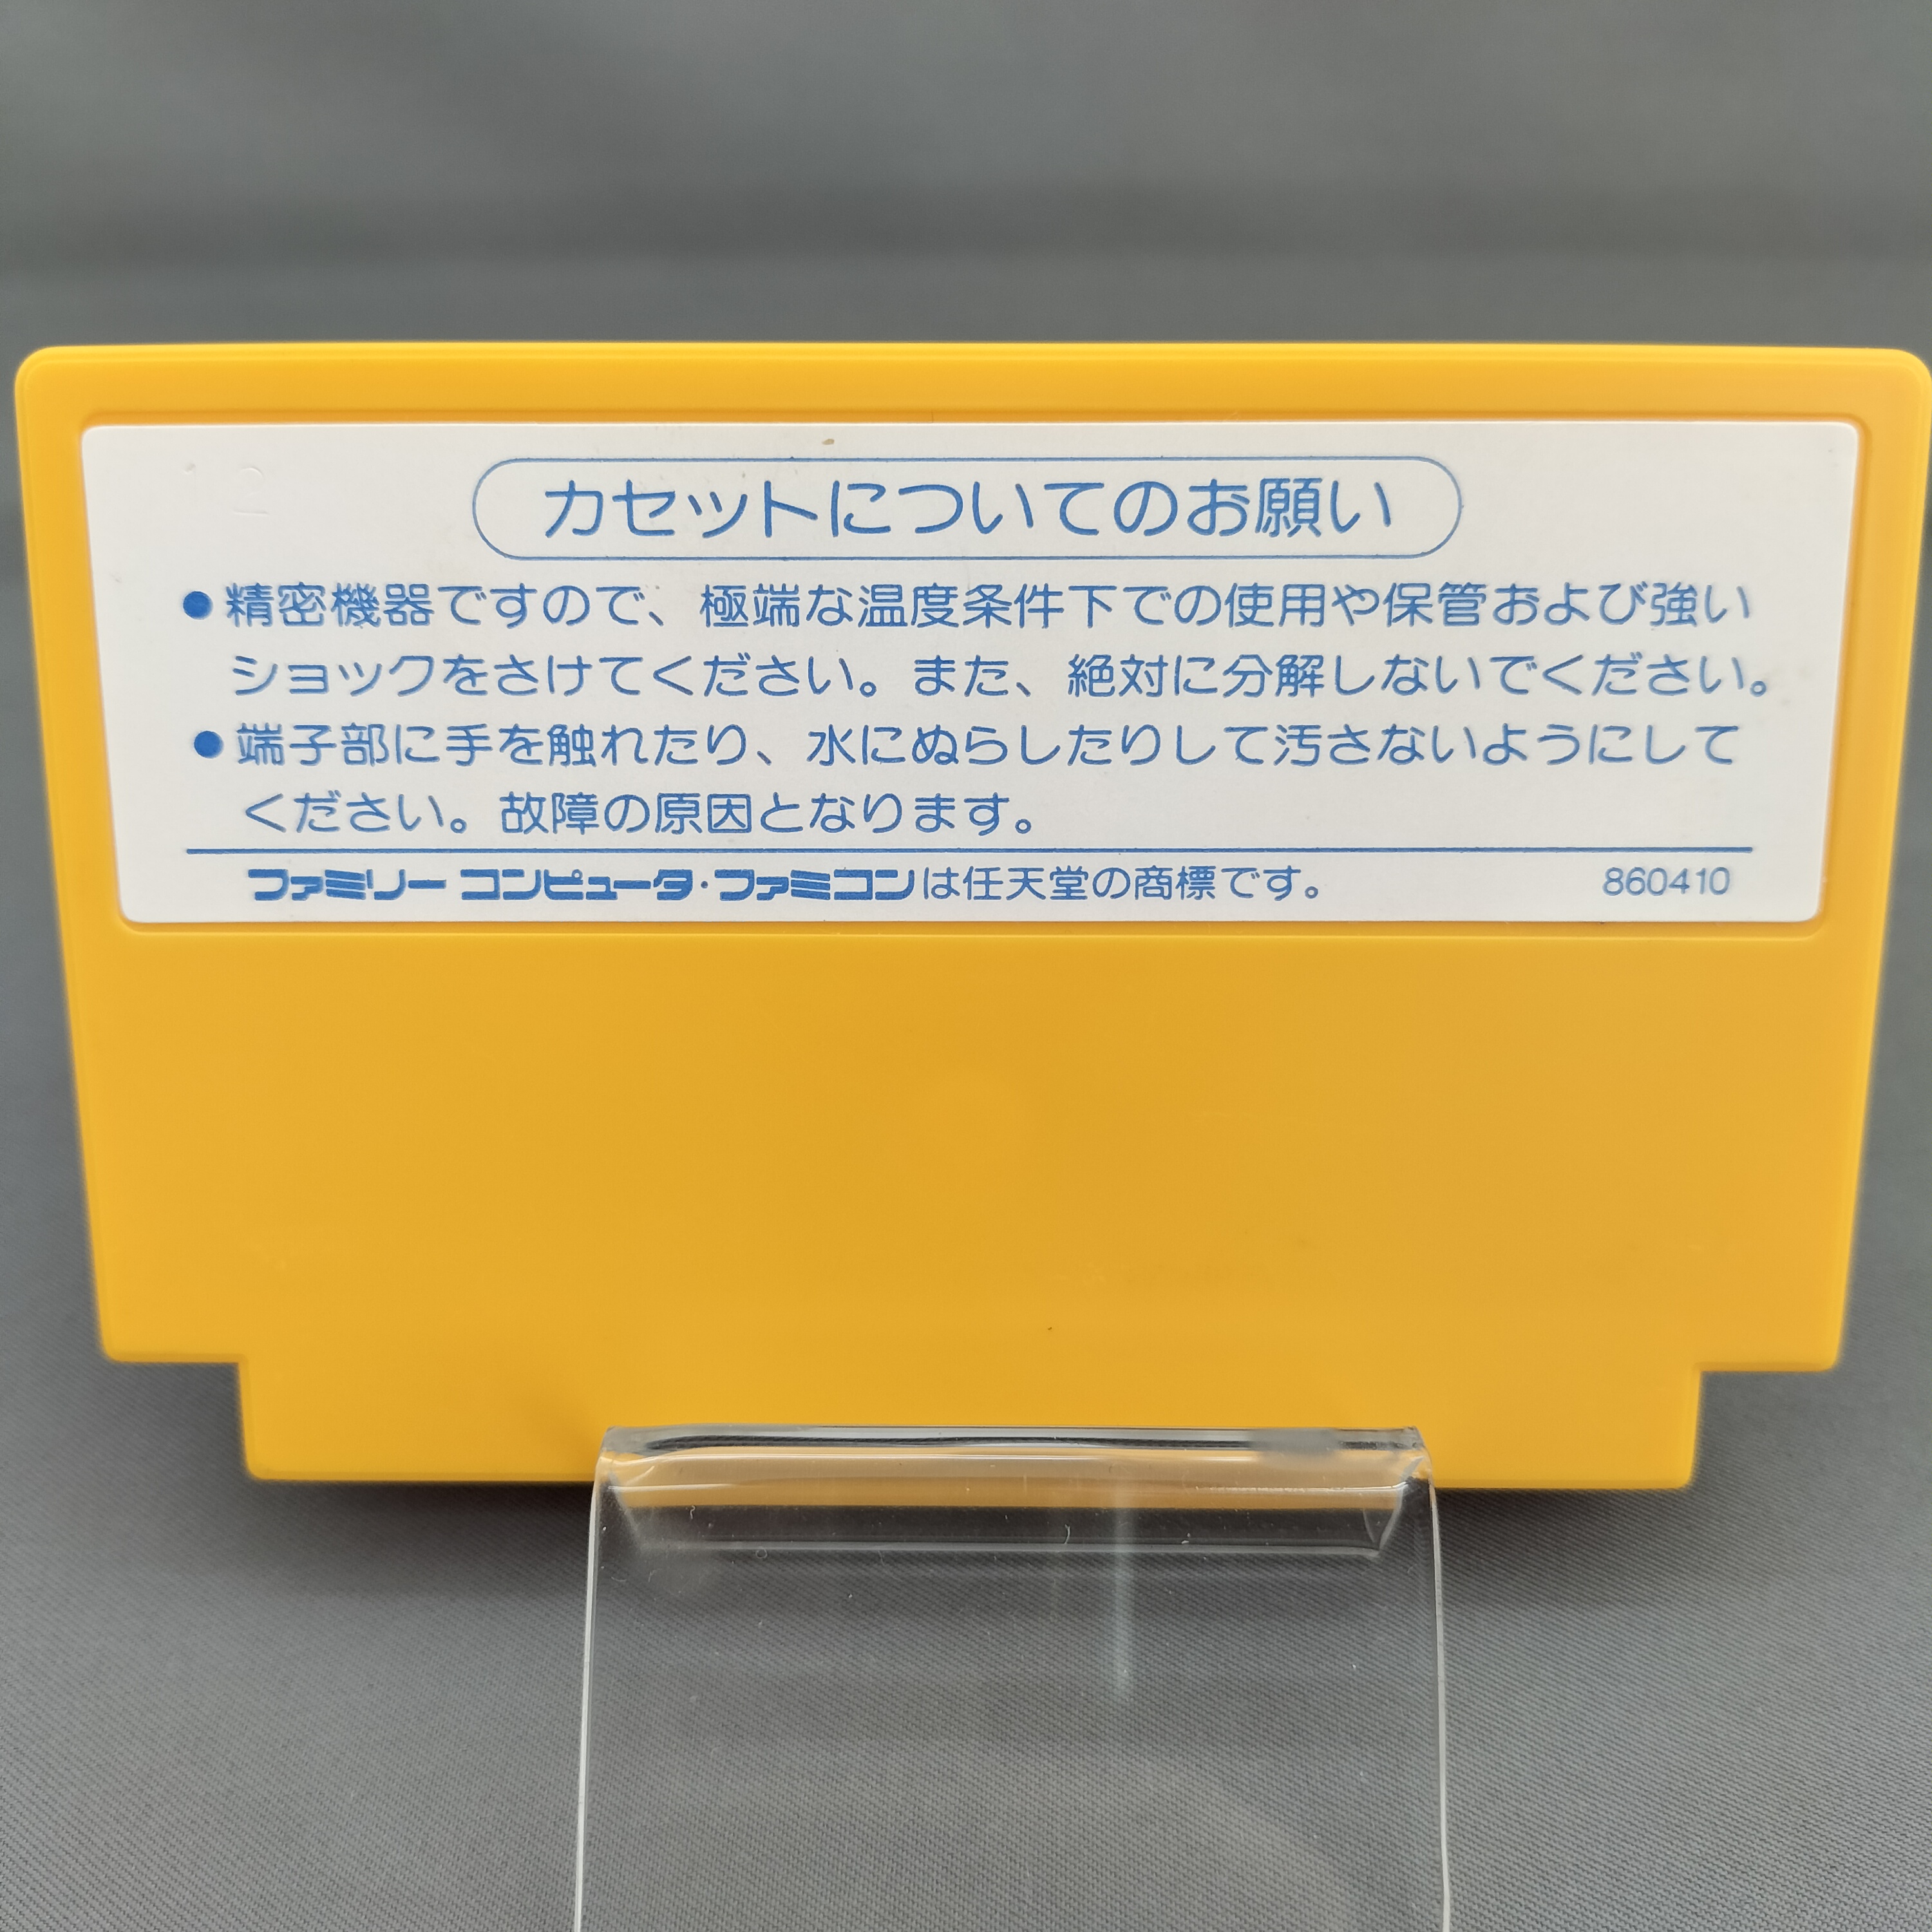 12
カセットについてのお願い
●精密機器ですので、極端な温度条件下での使用や保管および強い
ショックをさけてください。また、絶対に分解しないでください。
●端子部に手を触れたり、水にぬらしたりして汚さないようにして
ください。故障の原因となります。
ファミリー コンピュータ・ファミコンは任天堂の商標です。 860410